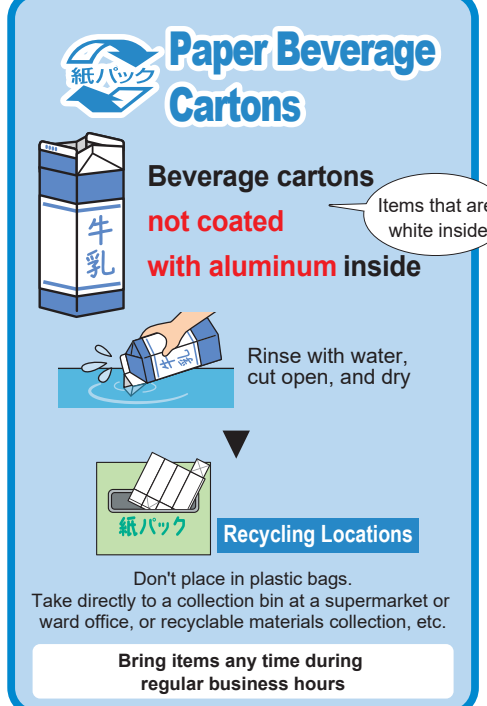 紙パック
Paper Beverage
Cartons
Beverage cartons
not coated
with aluminum inside
Items that are
white inside
牛乳
牛乳
Rinse with water,
cut open, and dry
紙パック
Recycling Locations
Don't place in plastic bags.
Take directly to a collection bin at a supermarket or
ward office, or recyclable materials collection, etc.
Bring items any time during
regular business hours